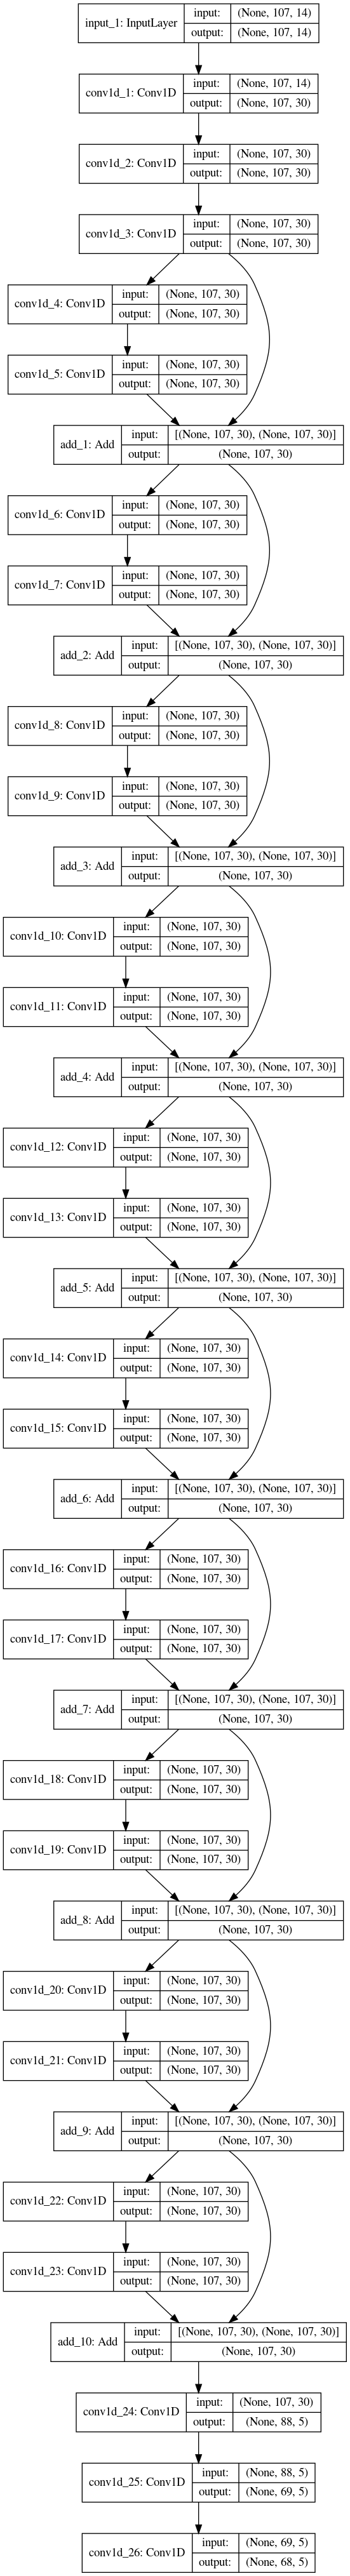 input_1: InputLayer input: (None, 107, 14)
output: (None, 107, 14)
conv1d_1: Conv1D input: (None, 107, 14)
output: (None, 107, 30)
conv1d_2: Conv1D input: (None, 107, 30)
output: (None, 107, 30)
conv1d_3: Conv1D input: (None, 107, 30)
output: (None, 107, 30)
conv1d_4: Conv1D input: (None, 107, 30)
output: (None, 107, 30)
conv1d_5: Conv1D input: (None, 107, 30)
output: (None, 107, 30)
add_1: Add input: [(None, 107, 30), (None, 107, 30)]
output: (None, 107, 30)
conv1d_6: Conv1D input: (None, 107, 30)
output: (None, 107, 30)
conv1d_7: Conv1D input: (None, 107, 30)
output: (None, 107, 30)
add_2: Add input: [(None, 107, 30), (None, 107, 30)]
output: (None, 107, 30)
conv1d_8: Conv1D input: (None, 107, 30)
output: (None, 107, 30)
conv1d_9: Conv1D input: (None, 107, 30)
output: (None, 107, 30)
add_3: Add input: [(None, 107, 30), (None, 107, 30)]
output: (None, 107, 30)
conv1d_10: Conv1D input: (None, 107, 30)
output: (None, 107, 30)
conv1d_11: Conv1D input: (None, 107, 30)
output: (None, 107, 30)
add_4: Add input: [(None, 107, 30), (None, 107, 30)]
output: (None, 107, 30)
conv1d_12: Conv1D input: (None, 107, 30)
output: (None, 107, 30)
conv1d_13: Conv1D input: (None, 107, 30)
output: (None, 107, 30)
add_5: Add input: [(None, 107, 30), (None, 107, 30)]
output: (None, 107, 30)
conv1d_14: Conv1D input: (None, 107, 30)
output: (None, 107, 30)
conv1d_15: Conv1D input: (None, 107, 30)
output: (None, 107, 30)
add_6: Add input: [(None, 107, 30), (None, 107, 30)]
output: (None, 107, 30)
conv1d_16: Conv1D input: (None, 107, 30)
output: (None, 107, 30)
conv1d_17: Conv1D input: (None, 107, 30)
output: (None, 107, 30)
add_7: Add input: [(None, 107, 30), (None, 107, 30)]
output: (None, 107, 30)
conv1d_18: Conv1D input: (None, 107, 30)
output: (None, 107, 30)
conv1d_19: Conv1D input: (None, 107, 30)
output: (None, 107, 30)
add_8: Add input: [(None, 107, 30), (None, 107, 30)]
output: (None, 107, 30)
conv1d_20: Conv1D input: (None, 107, 30)
output: (None, 107, 30)
conv1d_21: Conv1D input: (None, 107, 30)
output: (None, 107, 30)
add_9: Add input: [(None, 107, 30), (None, 107, 30)]
output: (None, 107, 30)
conv1d_22: Conv1D input: (None, 107, 30)
output: (None, 107, 30)
conv1d_23: Conv1D input: (None, 107, 30)
output: (None, 107, 30)
add_10: Add input: [(None, 107, 30), (None, 107, 30)]
output: (None, 107, 30)
conv1d_24: Conv1D input: (None, 107, 30)
output: (None, 88, 5)
conv1d_25: Conv1D input: (None, 88, 5)
output: (None, 69, 5)
conv1d_26: Conv1D input: (None, 69, 5)
output: (None, 68, 5)